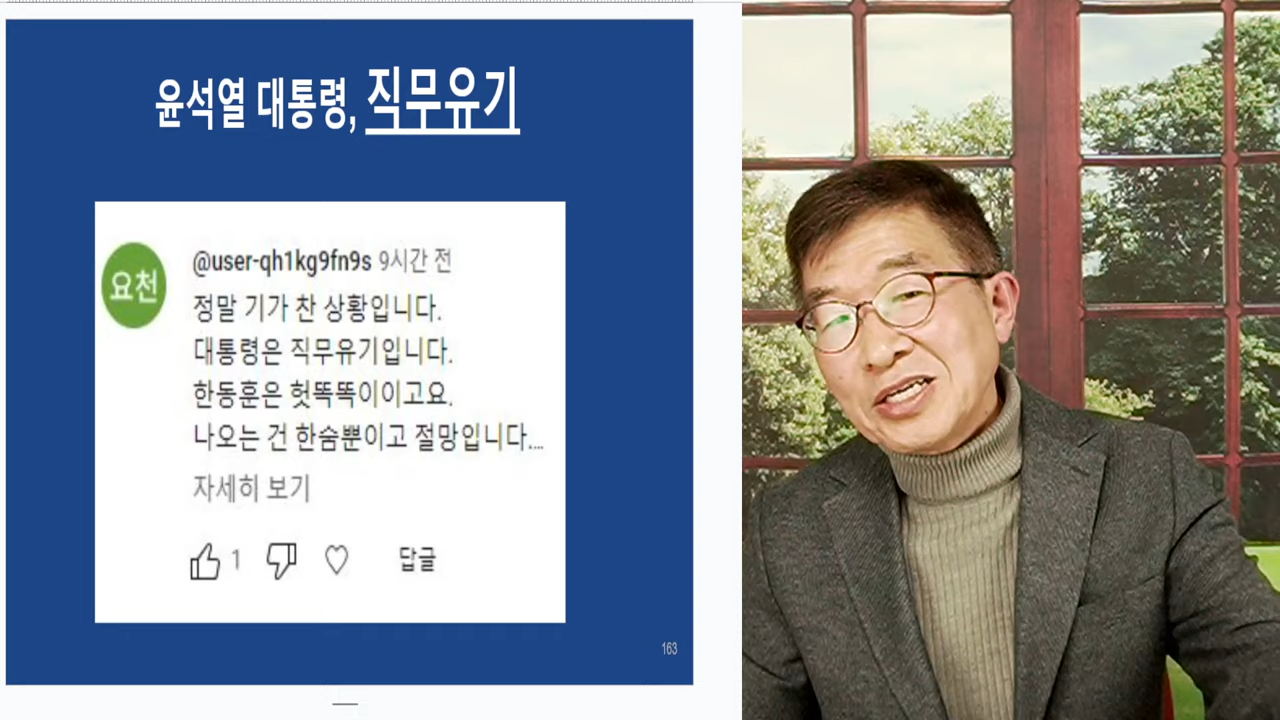 윤석열 대통령, 직무유기
요천
@user-qh1kg9fn9s 9시간 전
정말 기가 찬 상황입니다.
대통령은 직무유기입니다.
한동훈은 헛똑똑이이고요.
나오는 건 한숨뿐이고 절망입니다....
자세히 보기
1
답글
163